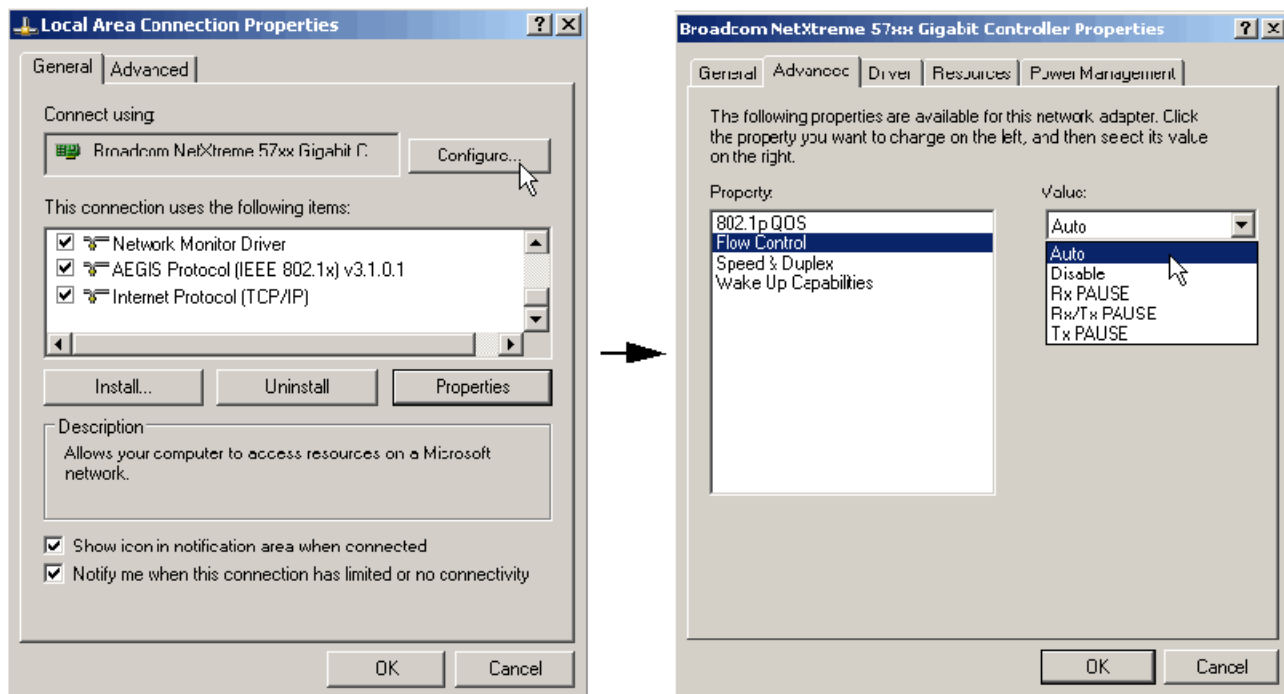 Local Area Connection Properties
General
Advanced
Connect using:
Broadcom NetXtreme 57xx Gigabit C
Configure...
This connection uses the following items:
Network Monitor Driver
AEGIS Protocol (IEEE 802.1x) v3.1.0.1
Internet Protocol (TCP/IP)
Install...
Uninstall
Properties
Description
Allows your computer to access resources on a Microsoft
network.
Show icon in notification area when connected
Notify me when this connection has limited or no connectivity
OK
Cancel
Broadcom NetXtreme 57xx Gigabit Controller Properties
General
Advanced
Driver
Resources
Power Management
The following properties are available for this network adapter. Click
the property you want to change on the left, and then select its value
on the right.
Property:
802.1p QOS
Flow Control
Speed & Duplex
Wake Up Capabilities
Value:
Auto
Auto
Disable
Rx PAUSE
Rx/Tx PAUSE
Tx PAUSE
OK
Cancel